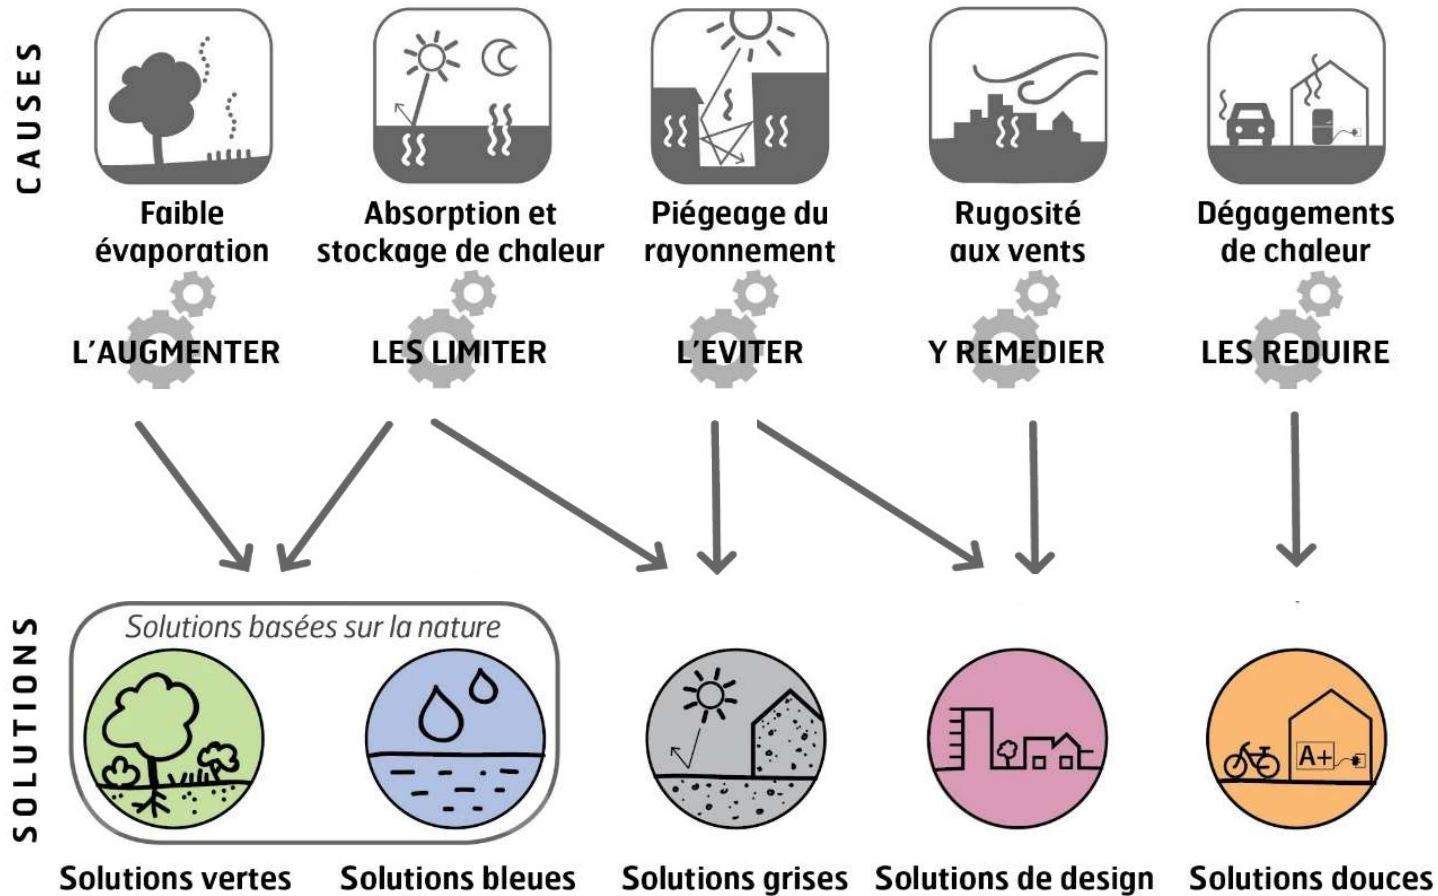 CAUSES
Faible
évaporation
Absorption et
stockage de chaleur
Piégeage du
rayonnement
Rugosité
aux vents
Dégagements
de chaleur
L'AUGMENTER
LES LIMITER
L'EVITER
Y REMEDIER
LES REDUIRE
SOLUTIONS
Solutions basées sur la nature
A+
Solutions vertes
Solutions bleues
Solutions grises
Solutions de design
Solutions douces